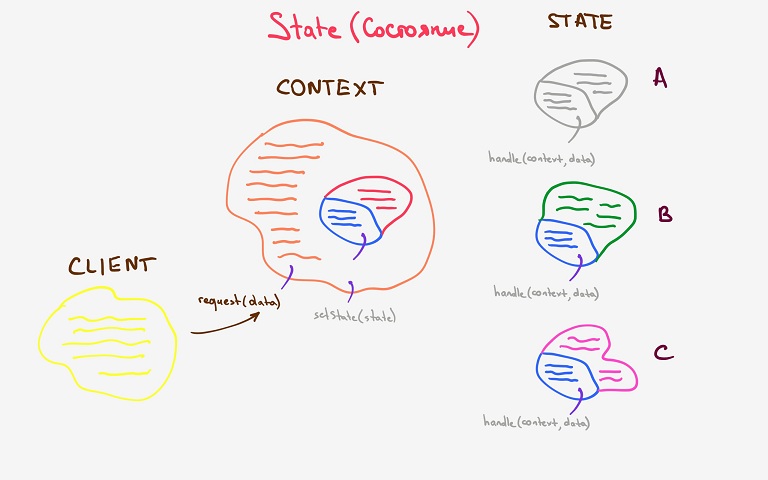 State (Состояние)
STATE
CONTEXT
A
handle(context, data)
B
handle(context, data)
CLIENT
request(data)
setState(state)
C
handle(context, data)